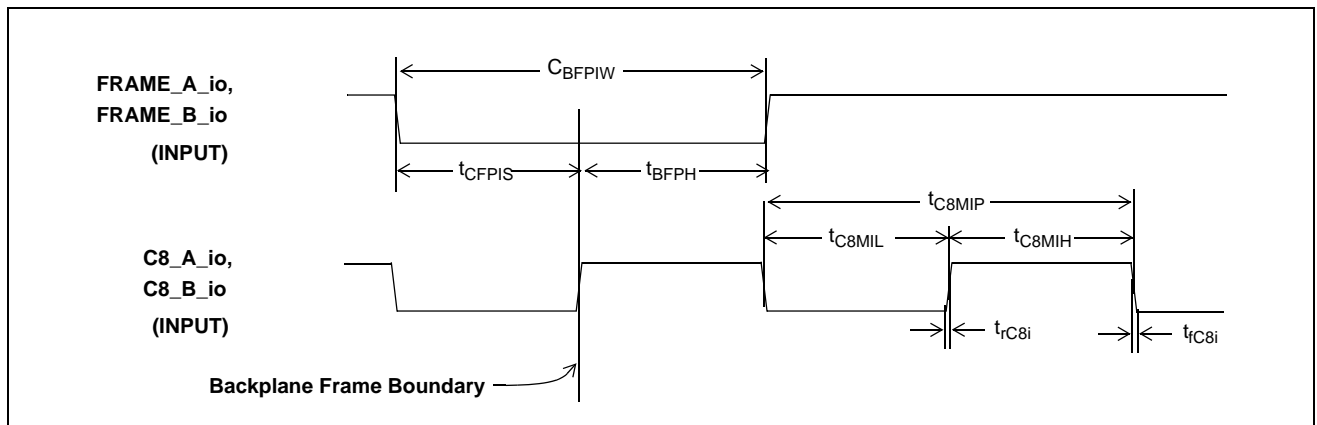 FRAME_A_io,
FRAME_B_io
(INPUT)
CBFPIW
tCFPIS
tBFPH
tC8MIP
tC8MIL
tC8MIH
C8_A_io,
C8_B_io
(INPUT)
trC8i
tfC8i
Backplane Frame Boundary